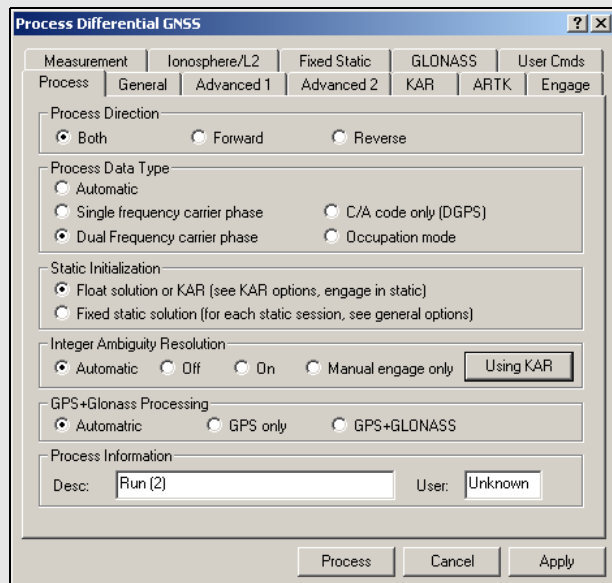 Process Differential GNSS
Measurement Ionosphere/L2 Fixed Static GLONASS User Cmds
Process General Advanced 1 Advanced 2 KAR ARTK Engage
Process Direction
Both Forward Reverse
Process Data Type
Automatic
Single frequency carrier phase C/A code only (DGPS)
Dual Frequency carrier phase Occupation mode
Static Initialization
Float solution or KAR (see KAR options, engage in static)
Fixed static solution (for each static session, see general options)
Integer Ambiguity Resolution
Automatic Off On Manual engage only Using KAR
GPS+Glonass Processing
Automatric GPS only GPS+GLONASS
Process Information
Desc: Run (2) User: Unknown
Process Cancel Apply